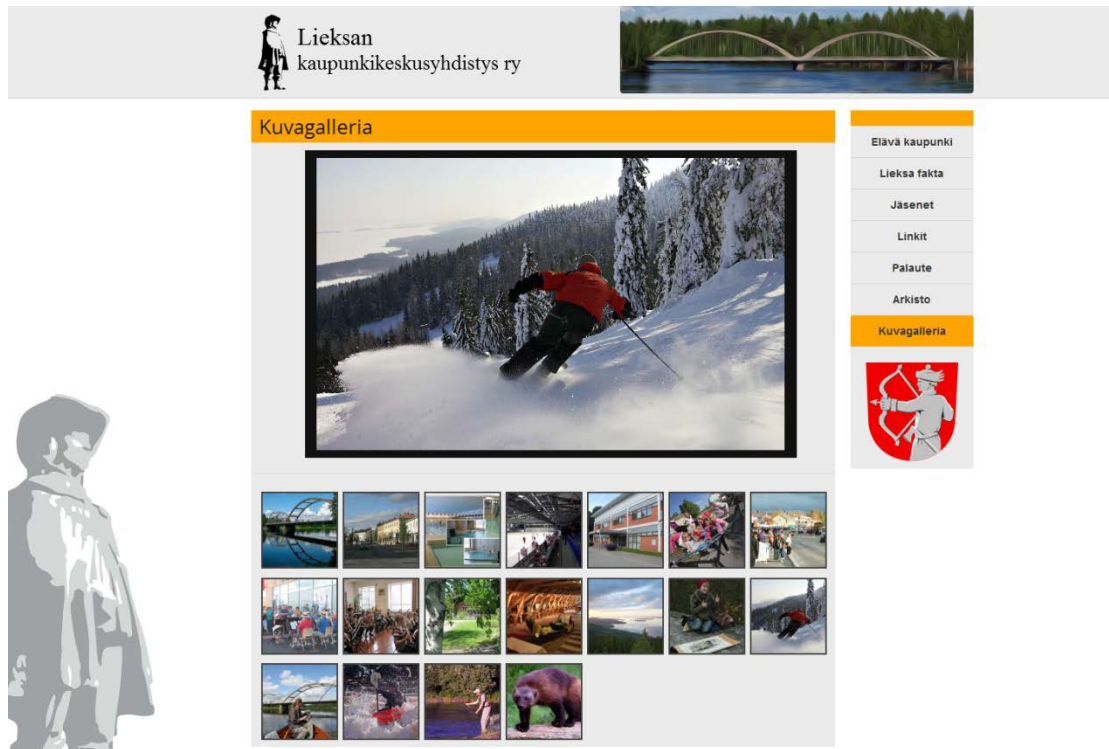 Lieksan
kaupunkikeskusyhdistys ry
Kuvagalleria
Elävä kaupunki
Lieksa fakta
Jäsenet
Linkit
Palaute
Arkisto
Kuvagalleria